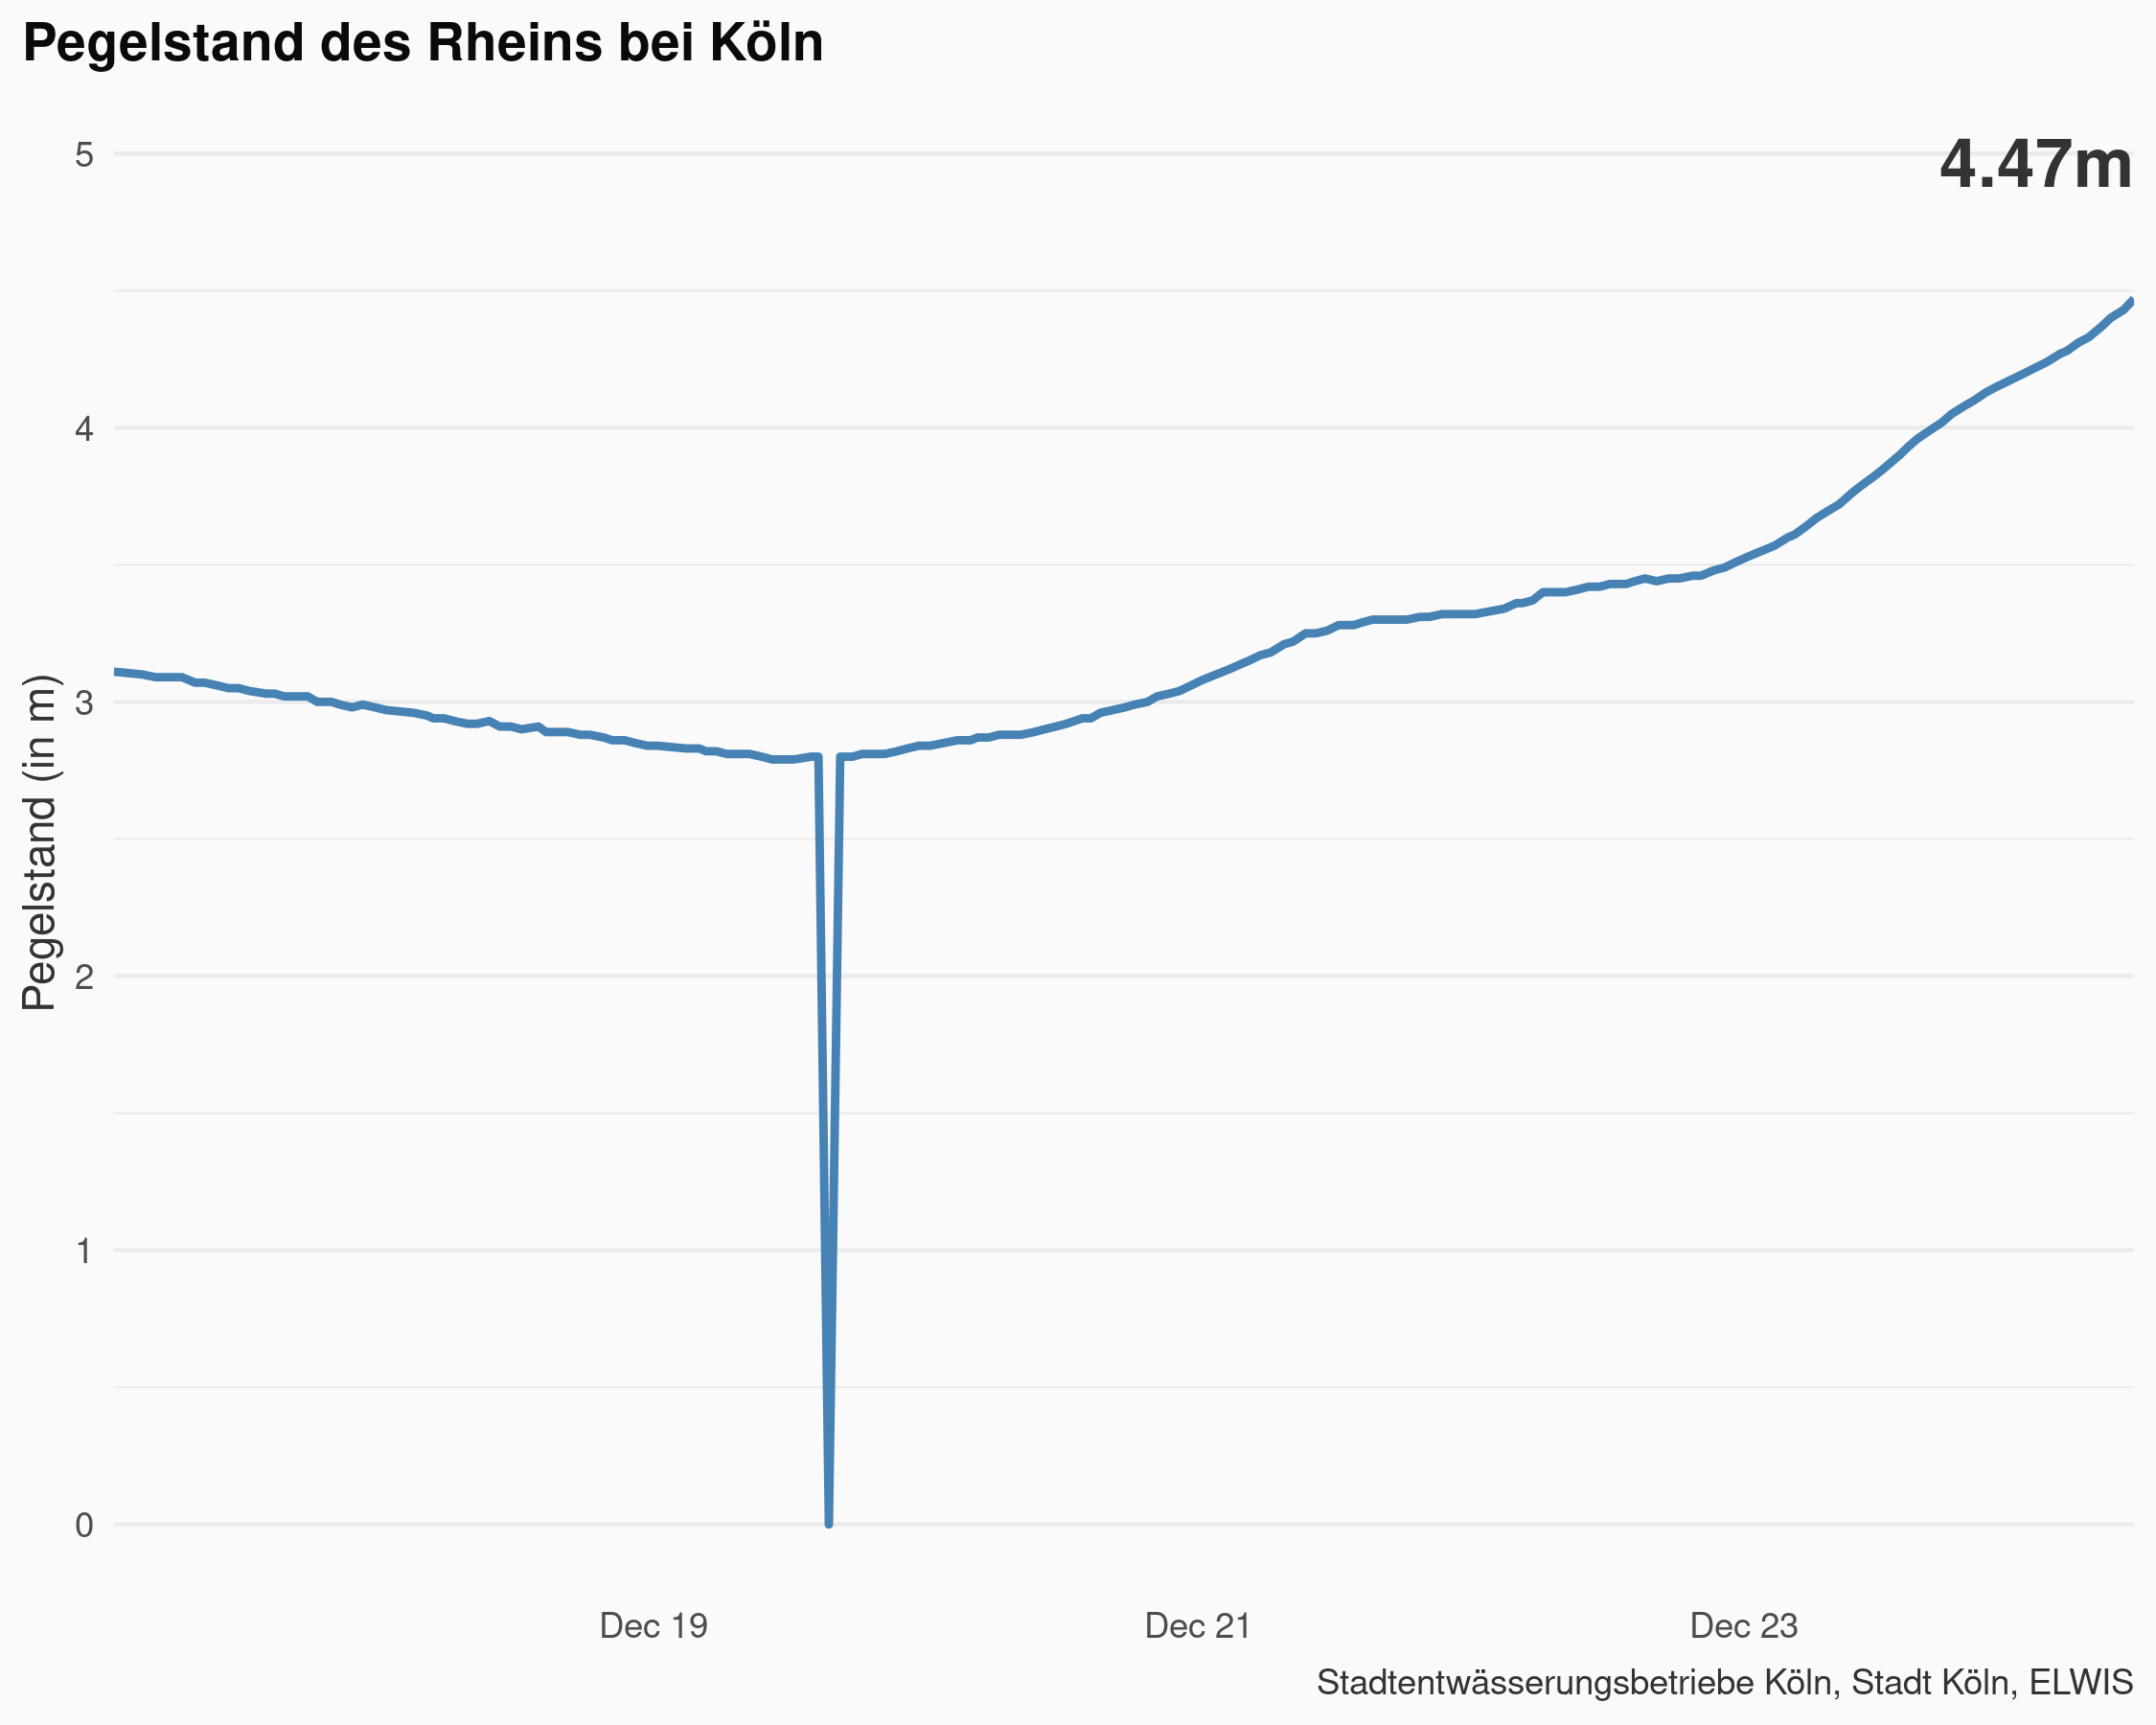 Pegelstand des Rheins bei Köln
4.47m
5
4
3
2
1
0
Pegelstand (in m)
Dec 19
Dec 21
Dec 23
Stadtentwässerungsbetriebe Köln, Stadt Köln, ELWIS